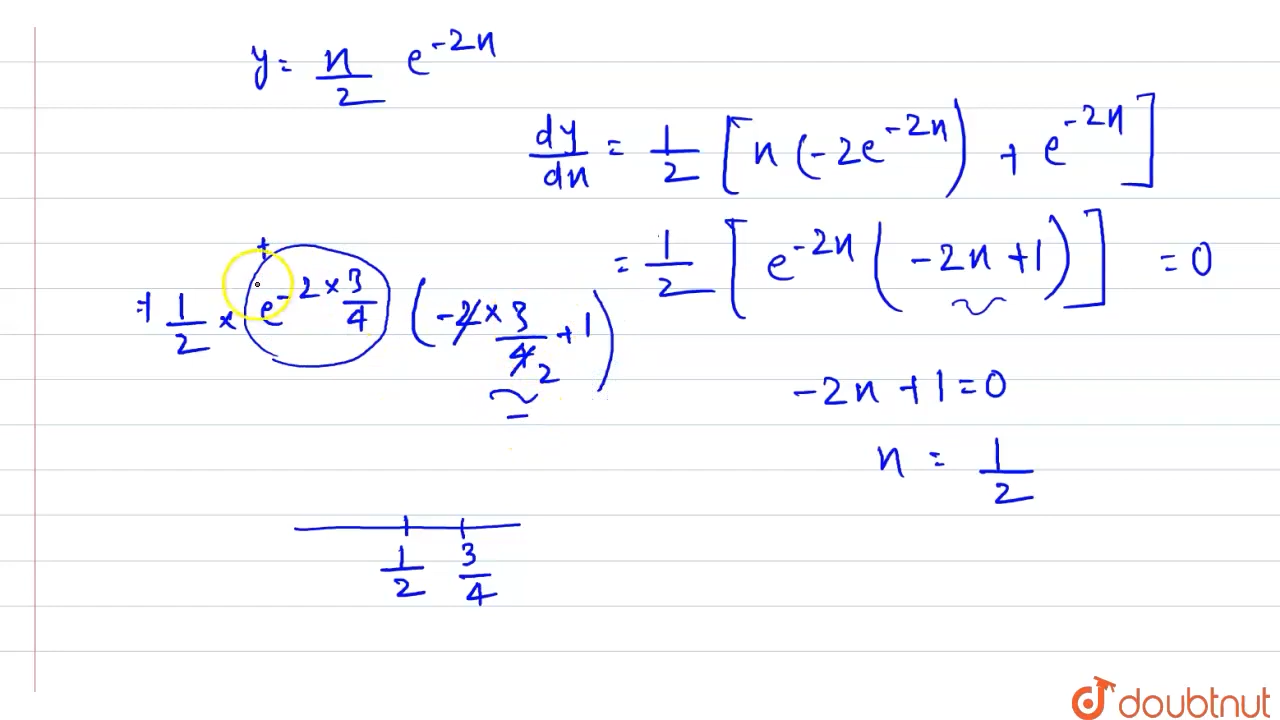 y = n/2 e^-2n
dy/dn = 1/2 [n(-2e^-2n) + e^-2n]
= 1/2 [e^-2n (-2n+1)] = 0
+
= 1/2 × e^-2×3/4 (-2×3/4 2 +1)
-
-2n+1=0
n = 1/2
1/2 3/4
doubtnut